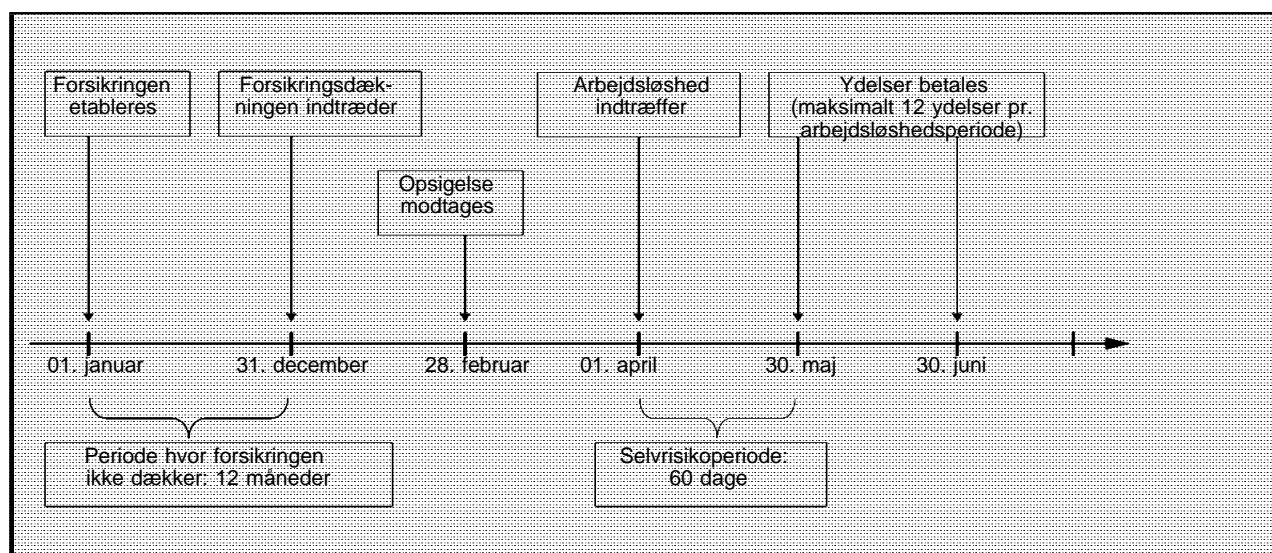 Forsikringen
etableres
Forsikringsdæk-
ningen indtræder
Arbejdsløshed
indtræffer
Ydelser betales
(maksimalt 12 ydelser pr.
arbejdsløshedsperiode)
Opsigelse
modtages
01. januar
31. december
28. februar
01. april
30. maj
30. juni
Periode hvor forsikringen
ikke dækker: 12 måneder
Selvrisikoperiode:
60 dage